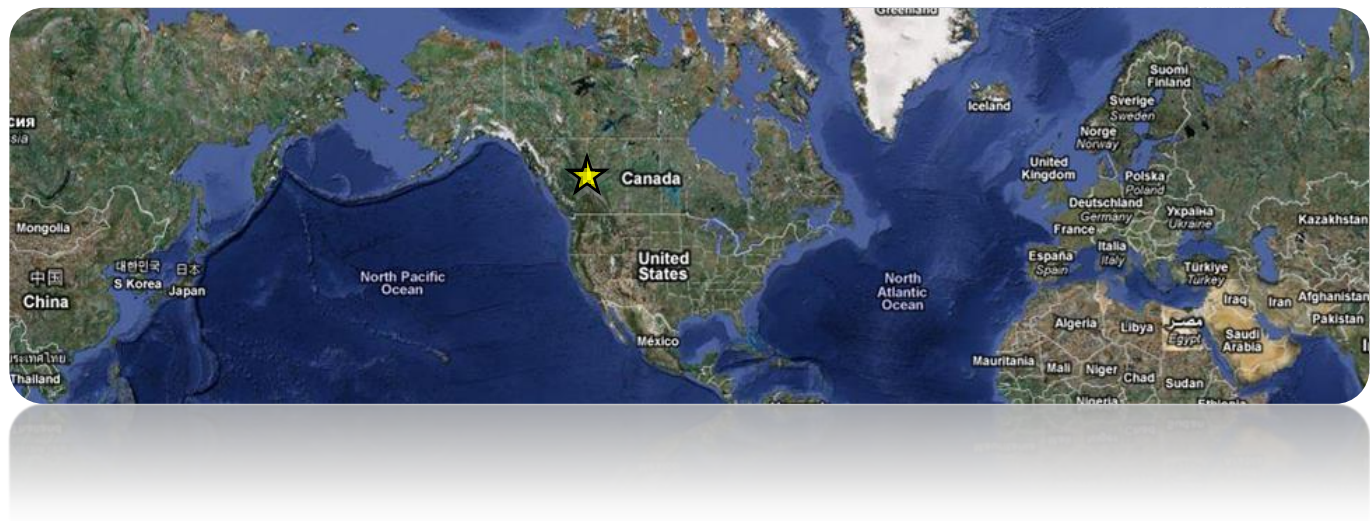 Greenland
Suomi
Finland
Iceland
Sverige
Sweden
Norge
Norway
United
Kingdom
Polska
Poland
Deutschland
Germany
Україна
Ukraine
France
Kazakhstan
Italia
Italy
España
Spain
Türkiye
Turkey
Iraq
Iran
Afghanistan
Pakistan
Algeria
Libya
مصر
Egypt
Saudi
Arabia
Mauritania
Mali
Niger
Chad
Sudan
Nigeria
Ethiopia
Canada
United
States
México
North Pacific
Ocean
North
Atlantic
Ocean
Mongolia
中国
China
대한민국
S Korea
日本
Japan
Thailand